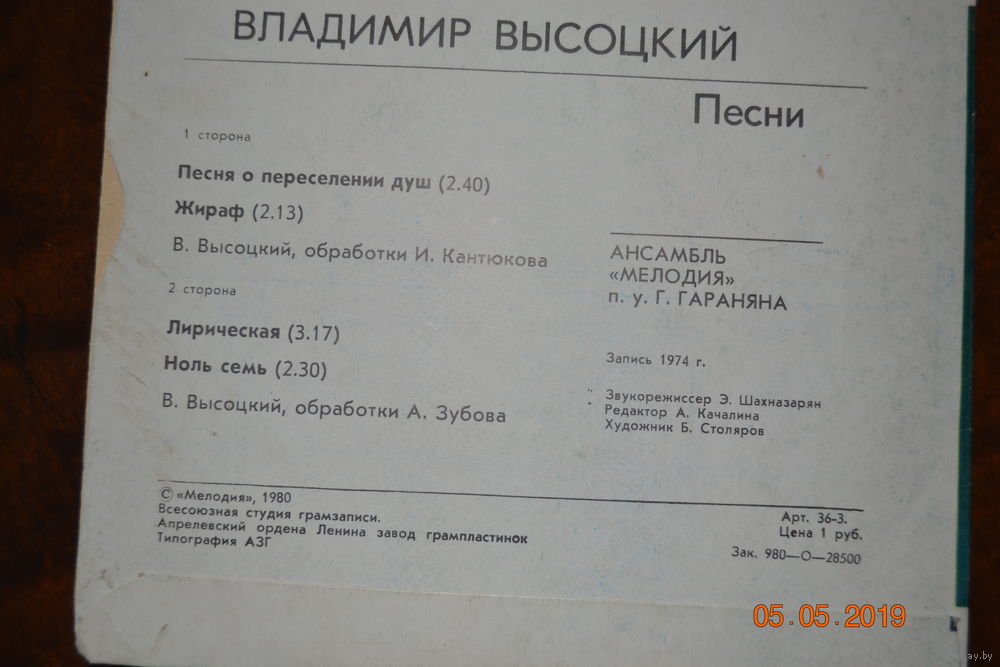 ВЛАДИМИР ВЫСОЦКИЙ
Песни
1 сторона
Песня о переселении душ (2.40)
Жираф (2.13)
В. Высоцкий, обработки И. Кантюкова
2 сторона
Лирическая (3.17)
Ноль семь (2.30)
В. Высоцкий, обработки А. Зубова
АНСАМБЛЬ
«МЕЛОДИЯ»
п. у. Г. ГАРАНЯНА
Запись 1974 г.
Звукорежиссер Э. Шахназарян
Редактор А. Качалина
Художник Б. Столяров
© «Мелодия», 1980
Всесоюзная студия грамзаписи.
Апрелевский ордена Ленина завод грампластинок
Типография АЗГ
Арт. 36-3.
Цена 1 руб.
Зак. 980—О—28500
05.05.2019